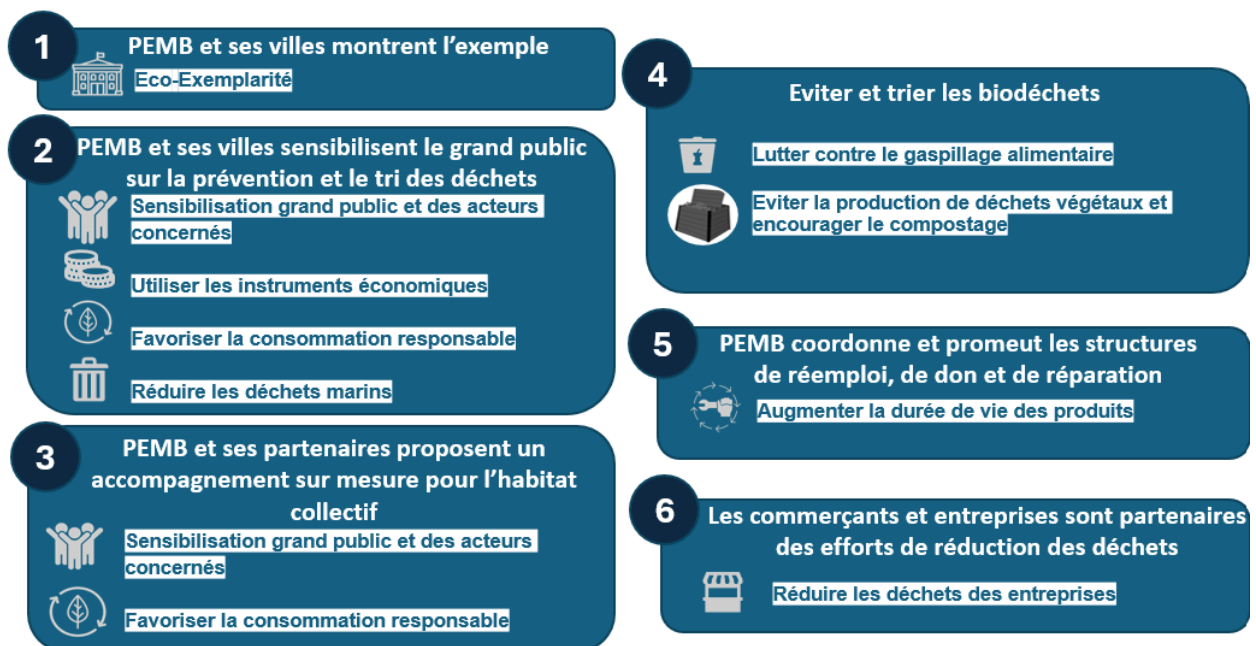 1
PEMB et ses villes montrent l'exemple
Eco-Exemplarité
2
PEMB et ses villes sensibilisent le grand public
sur la prévention et le tri des déchets
Sensibilisation grand public et des acteurs
concernés
Utiliser les instruments économiques
Favoriser la consommation responsable
Réduire les déchets marins
3
PEMB et ses partenaires proposent un
accompagnement sur mesure pour l'habitat
collectif
Sensibilisation grand public et des acteurs
concernés
Favoriser la consommation responsable
4
Eviter et trier les biodéchets
Lutter contre le gaspillage alimentaire
Eviter la production de déchets végétaux et
encourager le compostage
5
PEMB coordonne et promeut les structures
de réemploi, de don et de réparation
Augmenter la durée de vie des produits
6
Les commerçants et entreprises sont partenaires
des efforts de réduction des déchets
Réduire les déchets des entreprises